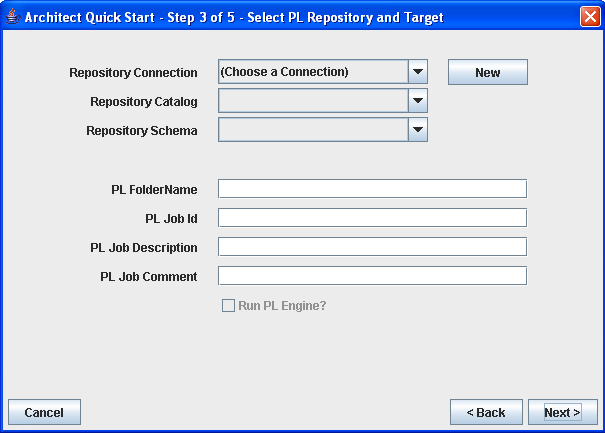 Architect Quick Start - Step 3 of 5 - Select PL Repository and Target
Repository Connection (Choose a Connection) New
Repository Catalog
Repository Schema
PL FolderName
PL Job Id
PL Job Description
PL Job Comment
Run PL Engine?
Cancel < Back Next >